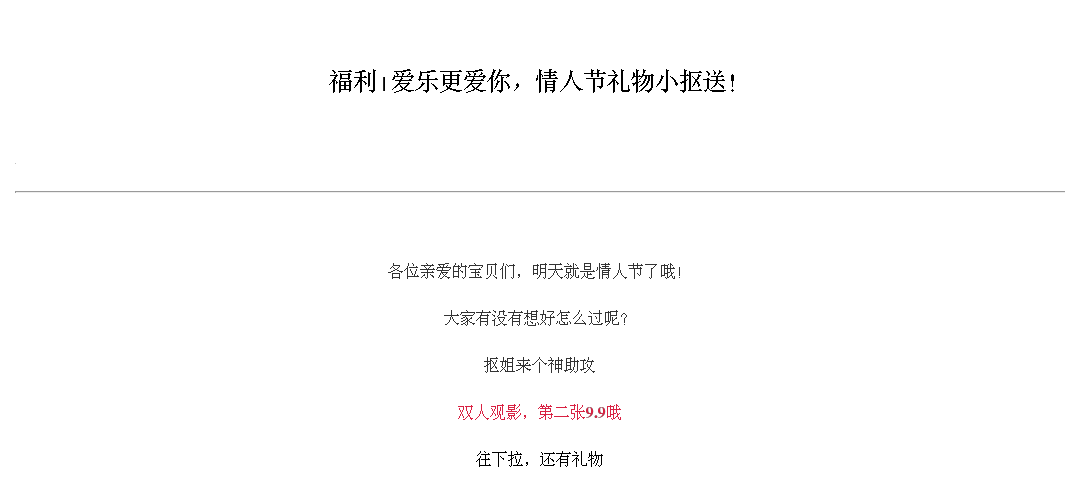 福利|爱乐更爱你，情人节礼物小抠送!
各位亲爱的宝贝们，明天就是情人节了哦!
大家有没有想好怎么过呢?
抠姐来个神助攻
双人观影，第二张9.9哦
往下拉，还有礼物